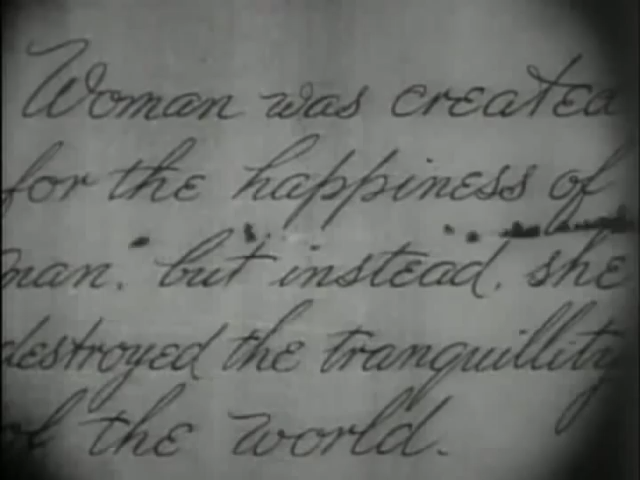 Woman was created
for the happiness of
man, but instead, she
destroyed the tranquillity
of the world.